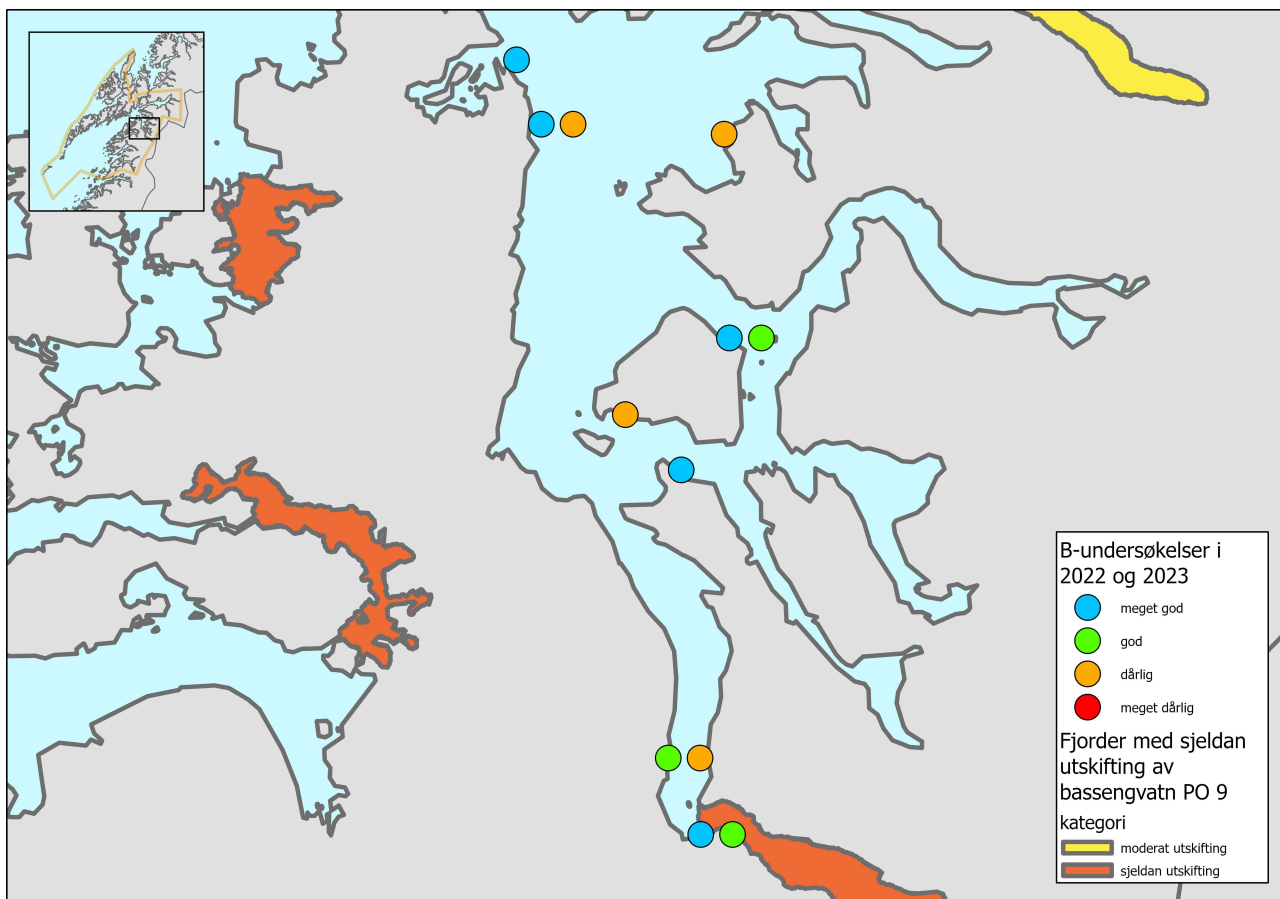 B-undersøkelser i
2022 og 2023
meget god
god
dårlig
meget dårlig
Fjorder med sjeldan
utskifting av
bassengvatn PO 9
kategori
moderat utskifting
sjeldan utskifting